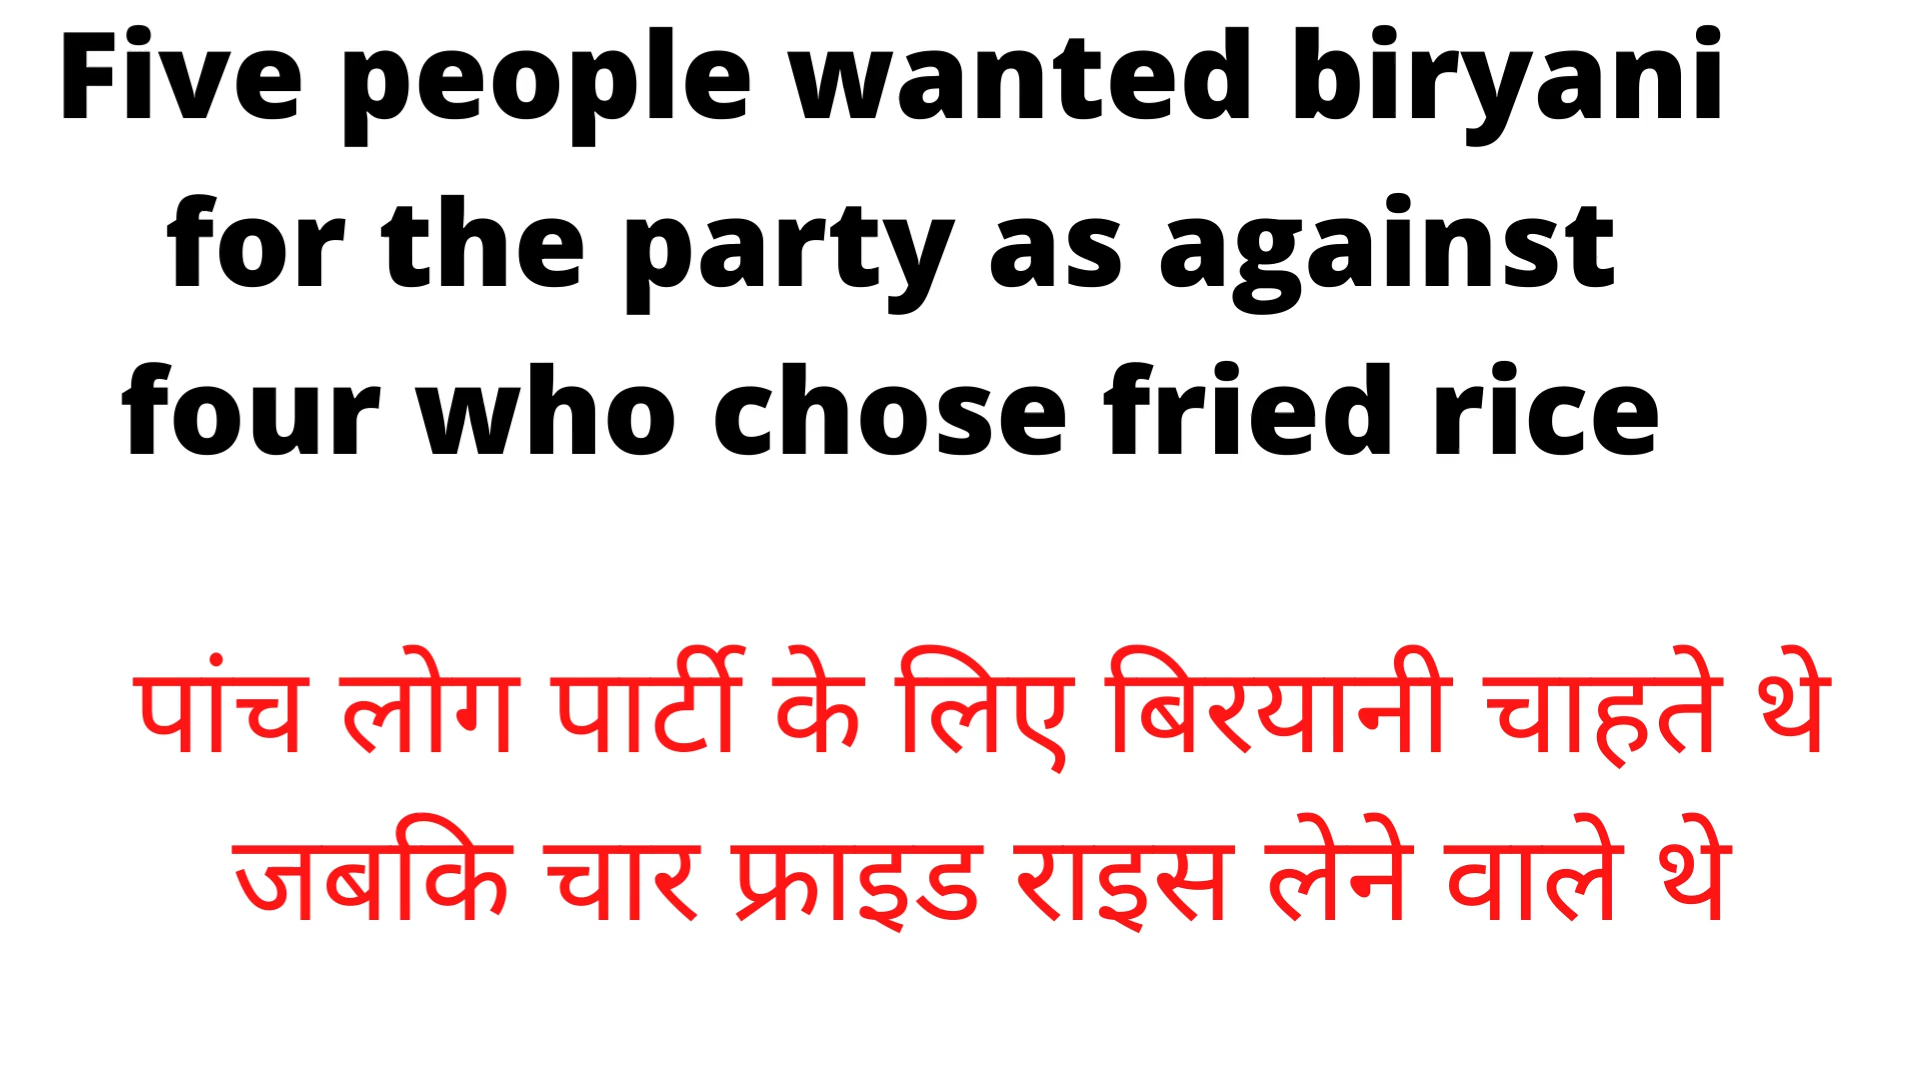 Five people wanted biryani
for the party as against
four who chose fried rice
पांच लोग पार्टी के लिए बिरयानी चाहते थे
जबकि चार फ्राइड राइस लेने वाले थे